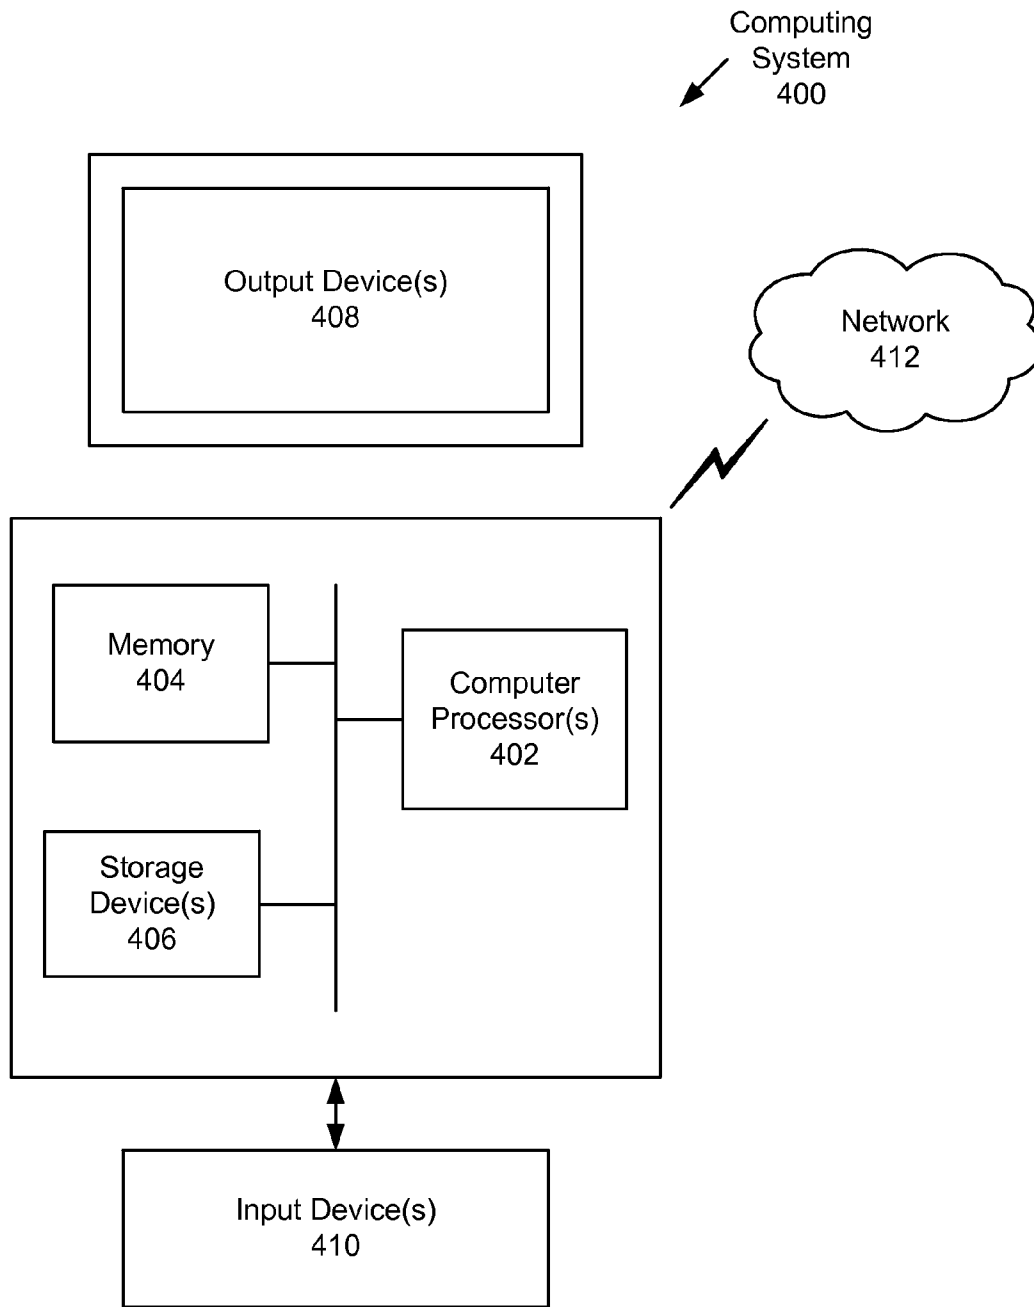 Computing
System
400
Output Device(s)
408
Network
412
Memory
404
Computer
Processor(s)
402
Storage
Device(s)
406
Input Device(s)
410